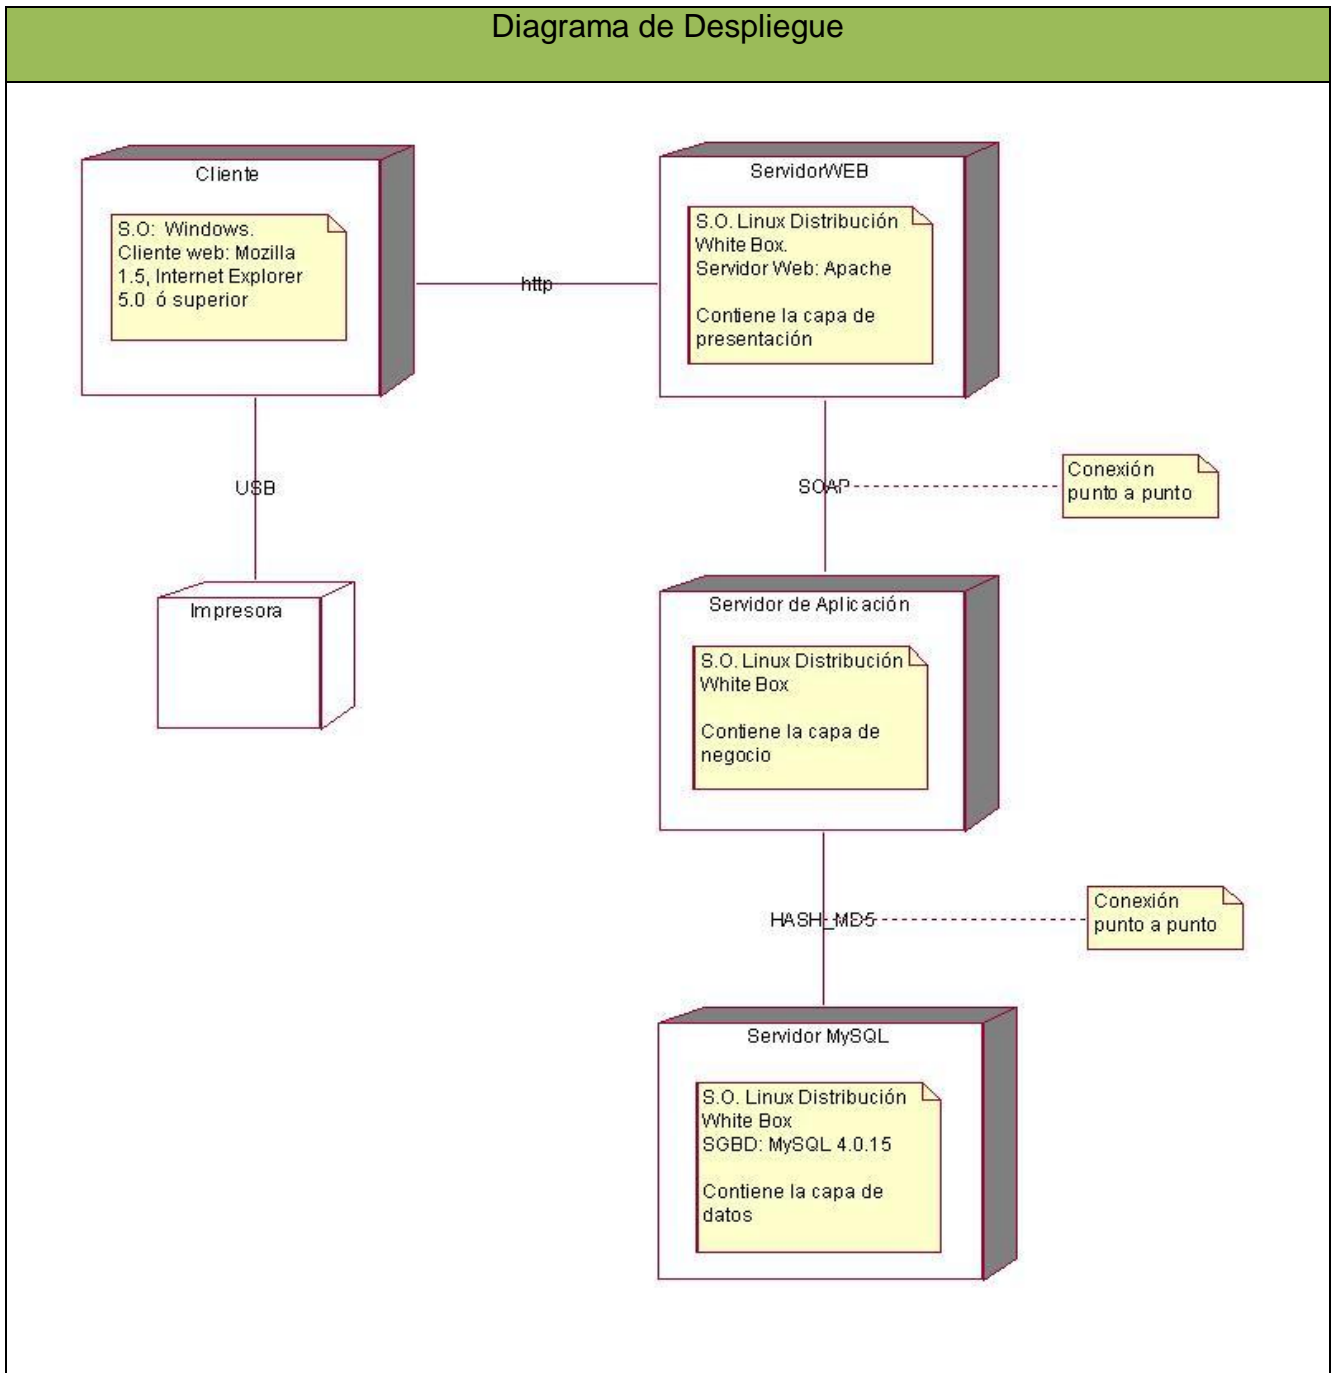 Diagrama de Despliegue
Cliente
S.O: Windows.
Cliente web: Mozilla
1.5, Internet Explorer
5.0 ó superior
http
ServidorWEB
S.O. Linux Distribución
White Box.
Servidor Web: Apache
Contiene la capa de
presentación
USB
SOAP
Conexión
punto a punto
Impresora
Servidor de Aplicación
S.O. Linux Distribución
White Box
Contiene la capa de
negocio
HASH_MD5
Conexión
punto a punto
Servidor MySQL
S.O. Linux Distribución
White Box
SGBD: MySQL 4.0.15
Contiene la capa de
datos